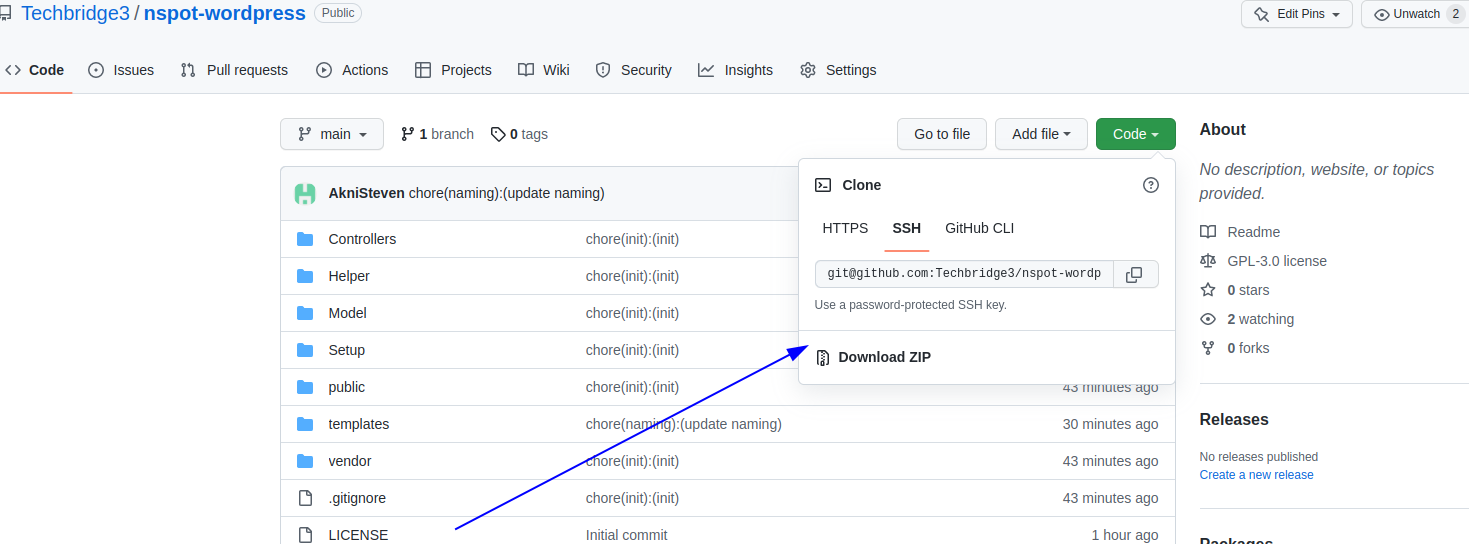 Techbridge3 / nspot-wordpress Public
Edit Pins Unwatch 2
Code Issues Pull requests Actions Projects Wiki Security Insights Settings
main 1 branch 0 tags Go to file Add file Code
AkniSteven chore(naming):(update naming)
Controllers chore(init):(init)
Helper chore(init):(init)
Model chore(init):(init)
Setup chore(init):(init)
public chore(init):(init) 43 minutes ago
templates chore(naming):(update naming) 30 minutes ago
vendor chore(init):(init) 43 minutes ago
.gitignore chore(init):(init) 43 minutes ago
LICENSE Initial commit 1 hour ago
Clone
HTTPS SSH GitHub CLI
git@github.com:Techbridge3/nspot-wordp
Use a password-protected SSH key.
Download ZIP
About
No description, website, or topics
provided.
Readme
GPL-3.0 license
0 stars
2 watching
0 forks
Releases
No releases published
Create a new release
Packages